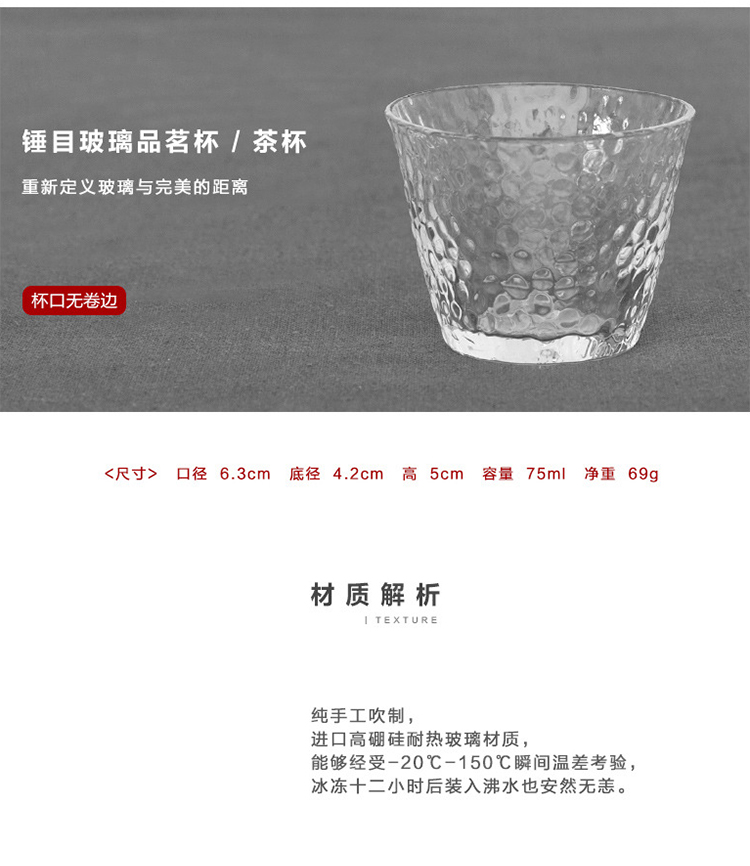 锤目玻璃品茗杯 / 茶杯
重新定义玻璃与完美的距离
杯口无卷边
<尺寸> 口径 6.3cm 底径 4.2cm 高 5cm 容量 75ml 净重 69g
材质解析
| TEXTURE
纯手工吹制，
进口高硼硅耐热玻璃材质，
能够经受-20℃-150℃瞬间温差考验，
冰冻十二小时后装入沸水也安然无恙。